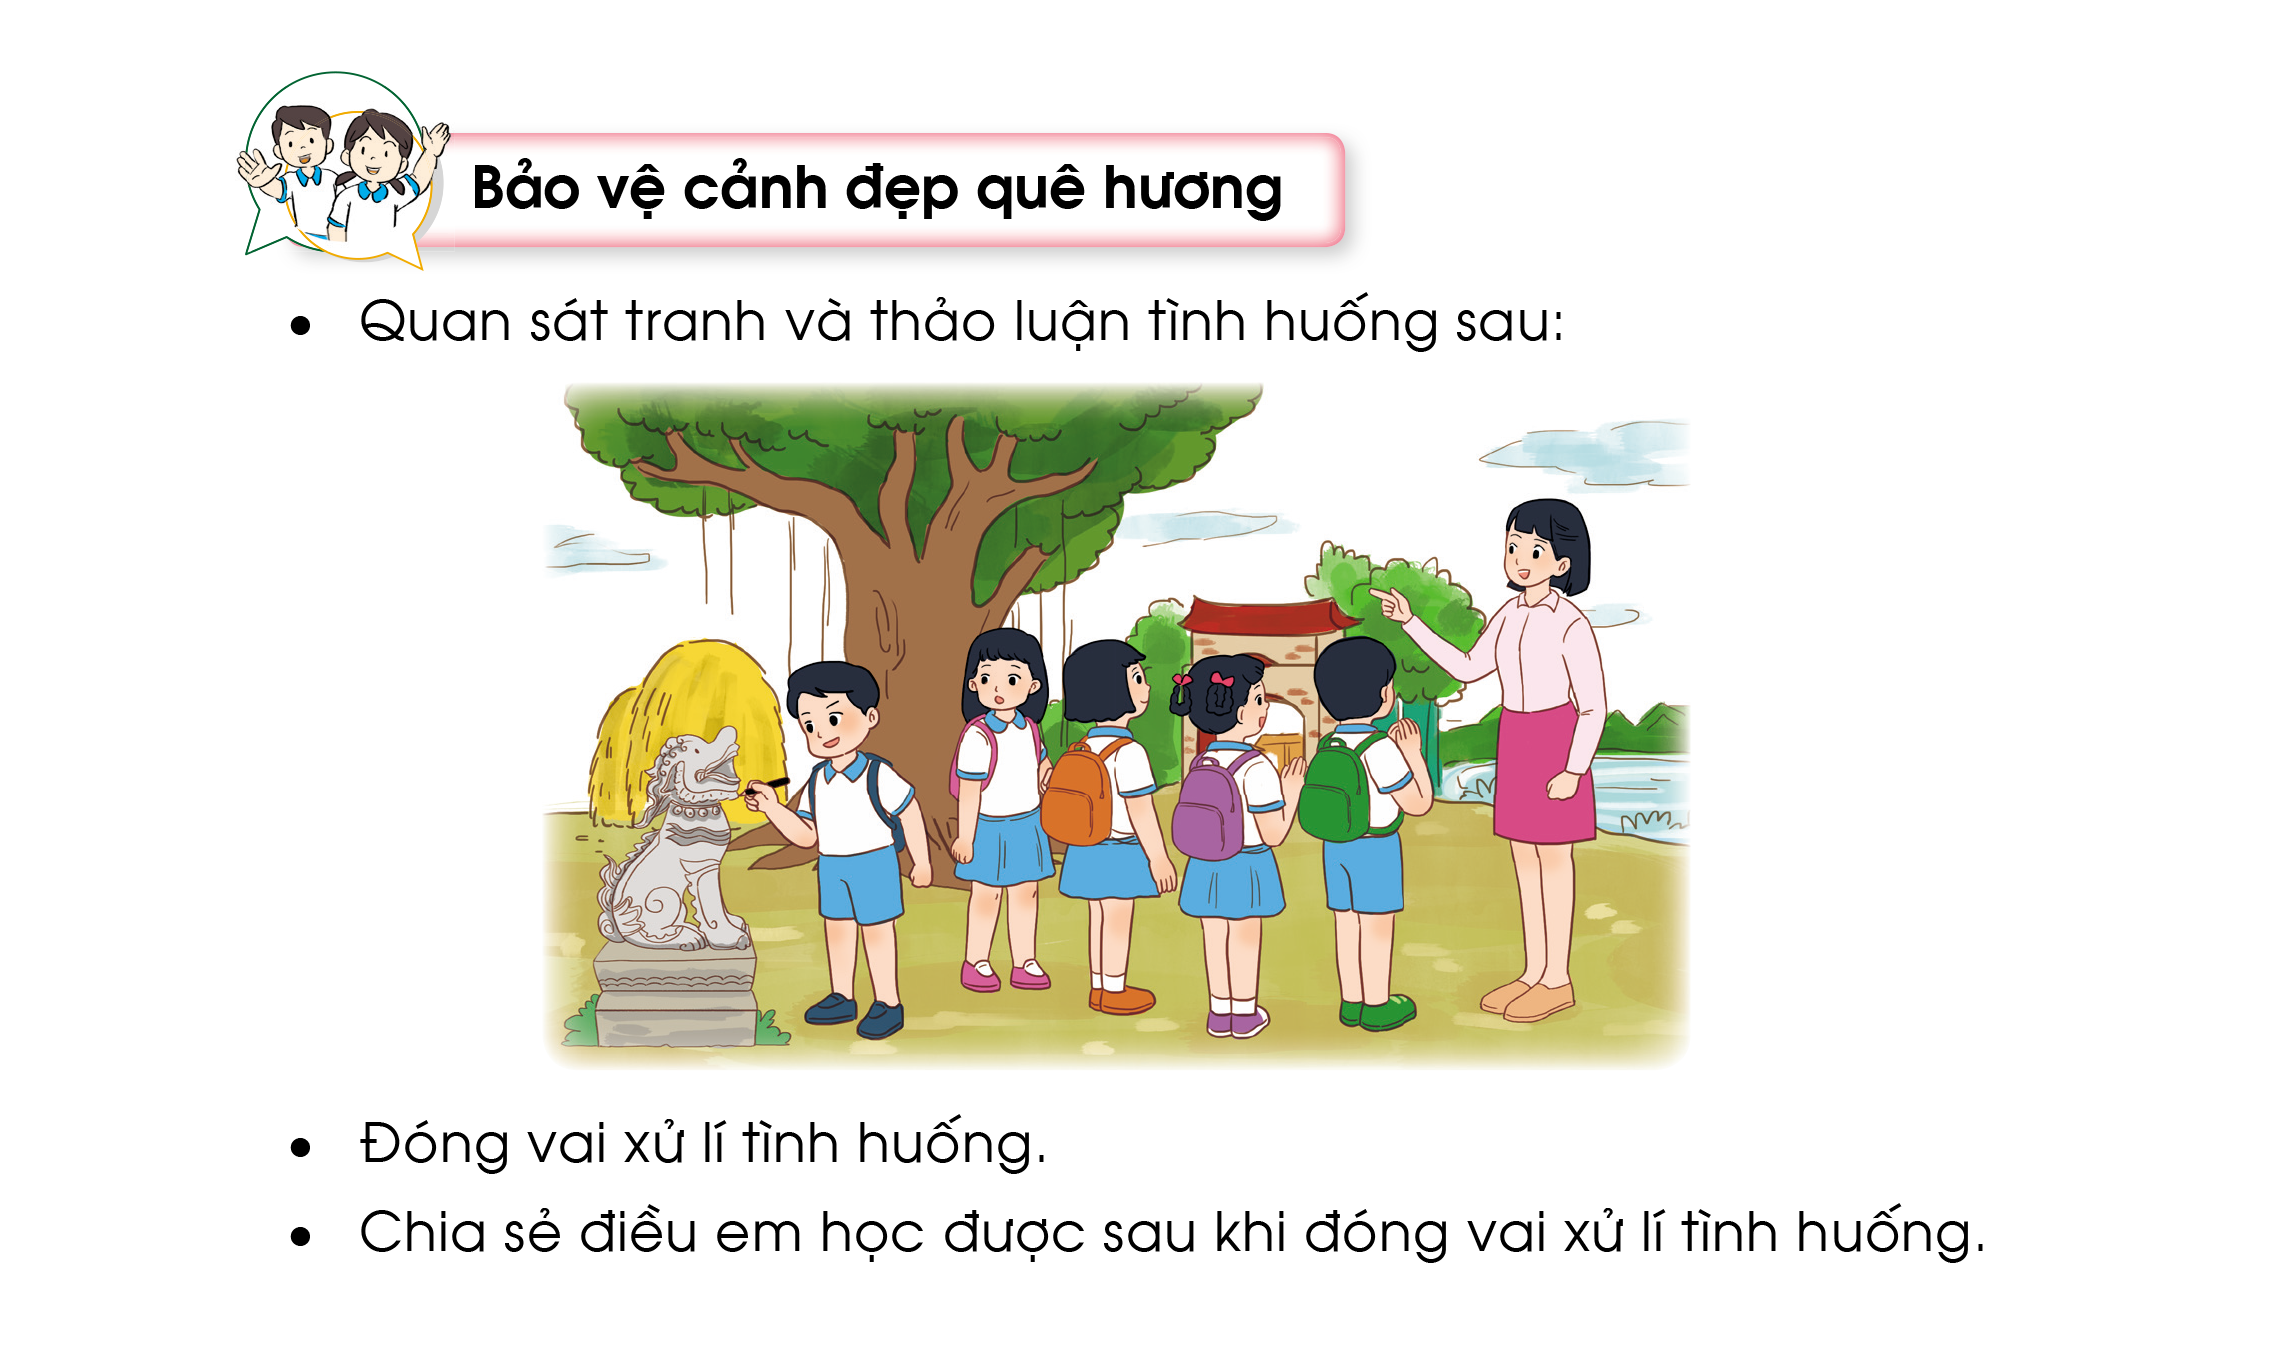 Bảo vệ cảnh đẹp quê hương
• Quan sát tranh và thảo luận tình huống sau:
• Đóng vai xử lí tình huống.
• Chia sẻ điều em học được sau khi đóng vai xử lí tình huống.